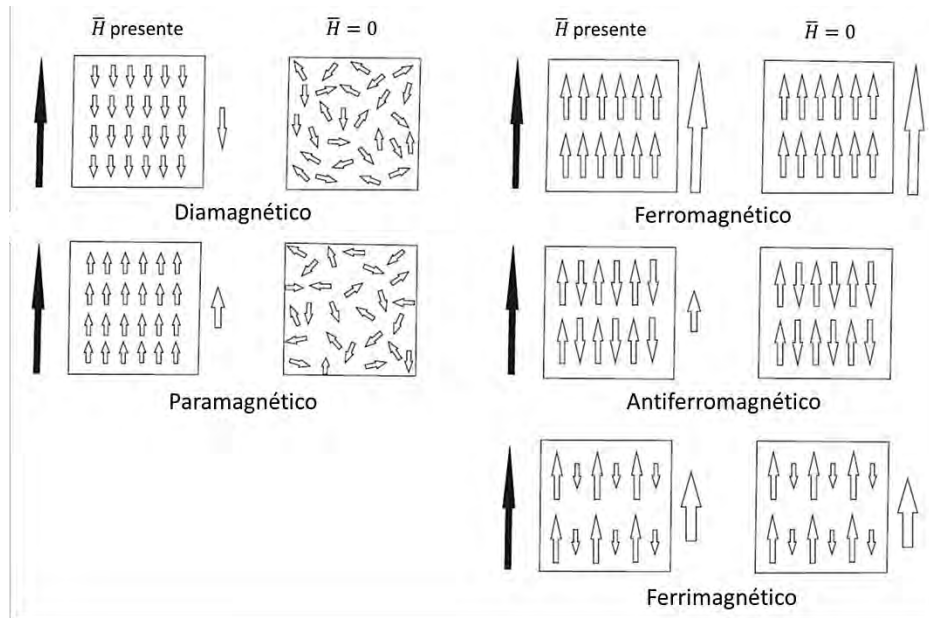 H̅ presente
H̅ = 0
H̅ presente
H̅ = 0
Diamagnético
Ferromagnético
Paramagnético
Antiferromagnético
Ferrimagnético